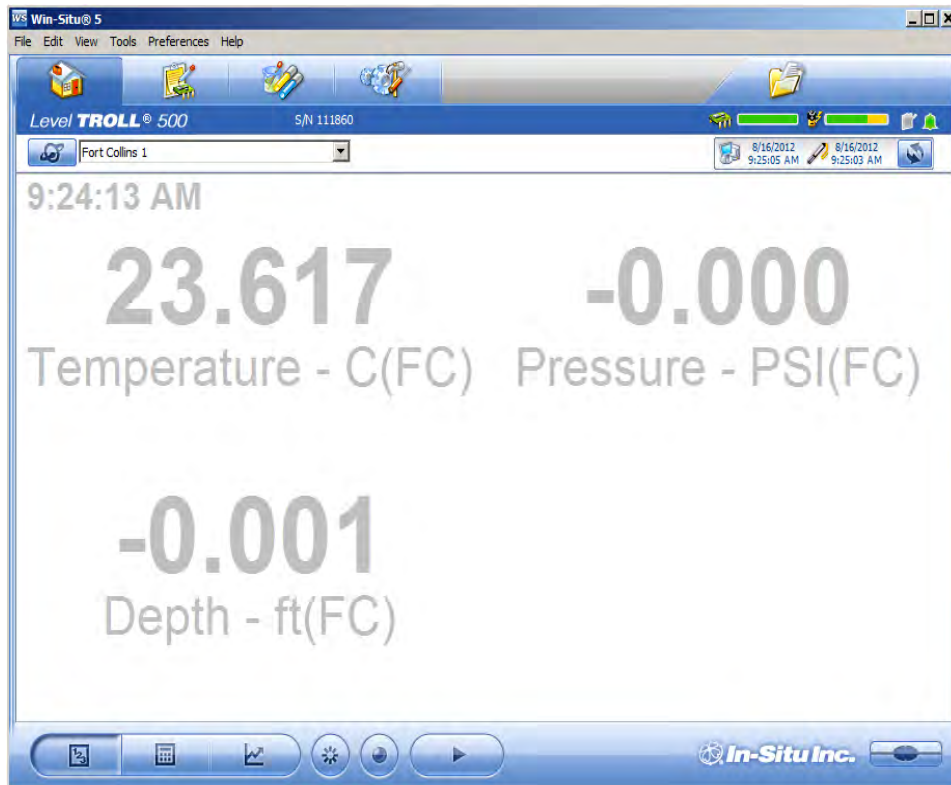 WS Win-Situ® 5
File Edit View Tools Preferences Help
Level TROLL® 500 S/N 111860
Fort Collins 1 8/16/2012 9:25:05 AM 8/16/2012 9:25:03 AM
9:24:13 AM
23.617 -0.000
Temperature - C(FC) Pressure - PSI(FC)
-0.001
Depth - ft(FC)
In-Situ Inc.